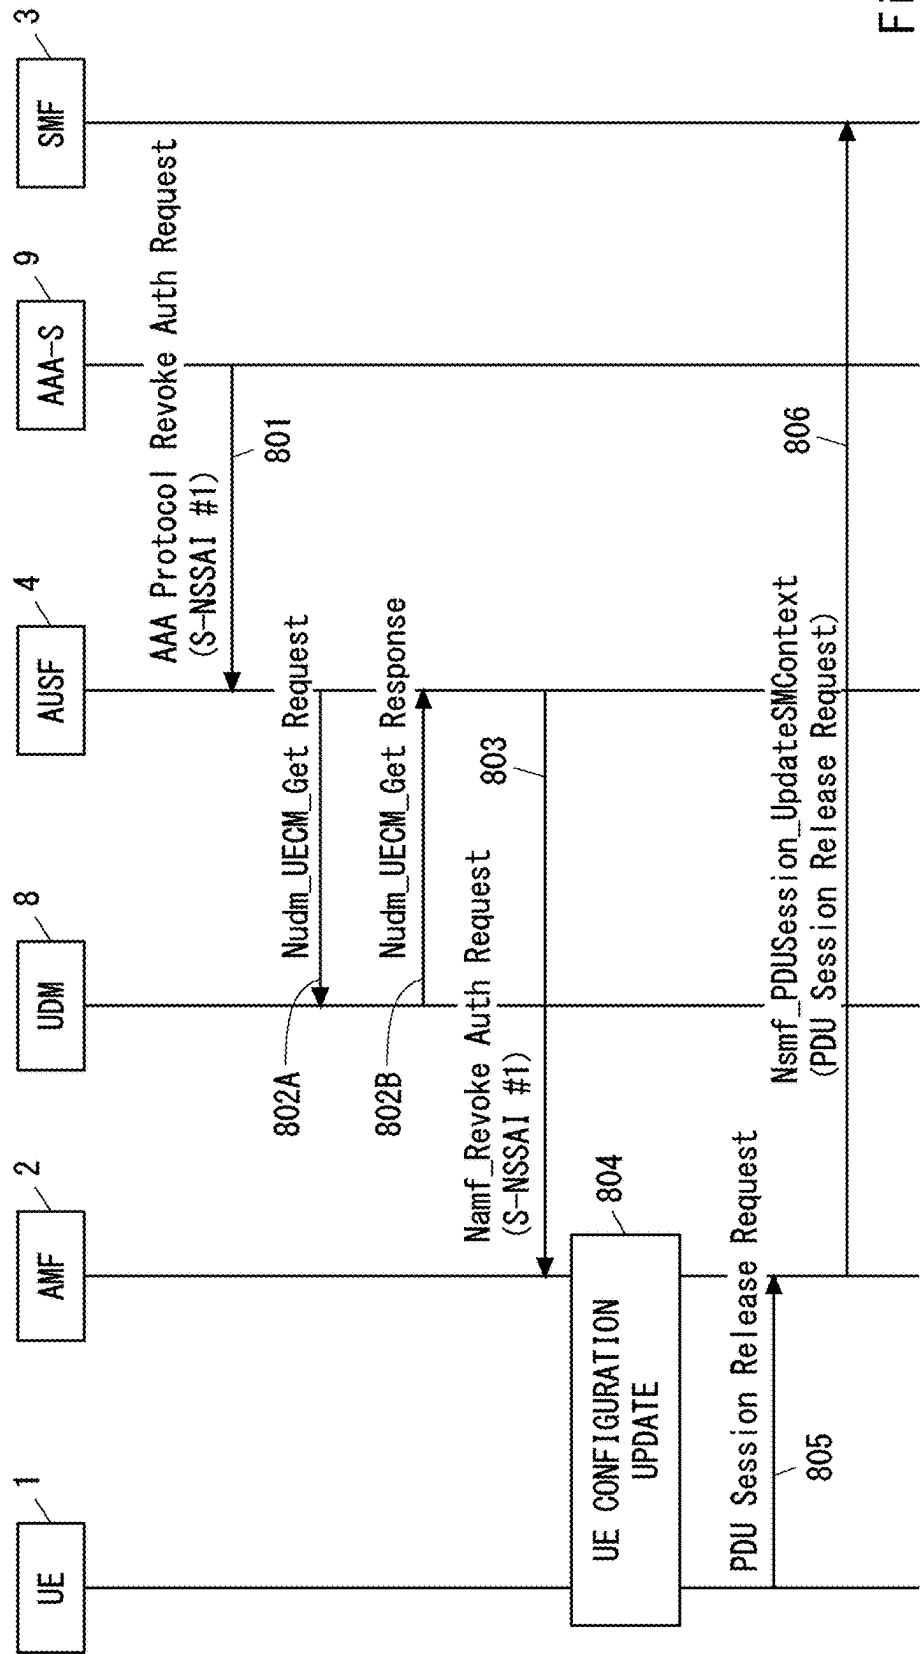 UE
1
AMF
2
UDM
8
AUSF
4
AAA-S
9
SMF
3
AAA Protocol Revoke Auth Request
(S-NSSAI #1)
801
Nudm_UECM_Get Request
802A
Nudm_UECM_Get Response
802B
Namf_Revoke Auth Request
(S-NSSAI #1)
803
UE CONFIGURATION
UPDATE
804
PDU Session Release Request
805
Nsmf_PDUSession_UpdateSMContext
(PDU Session Release Request)
806
Fi